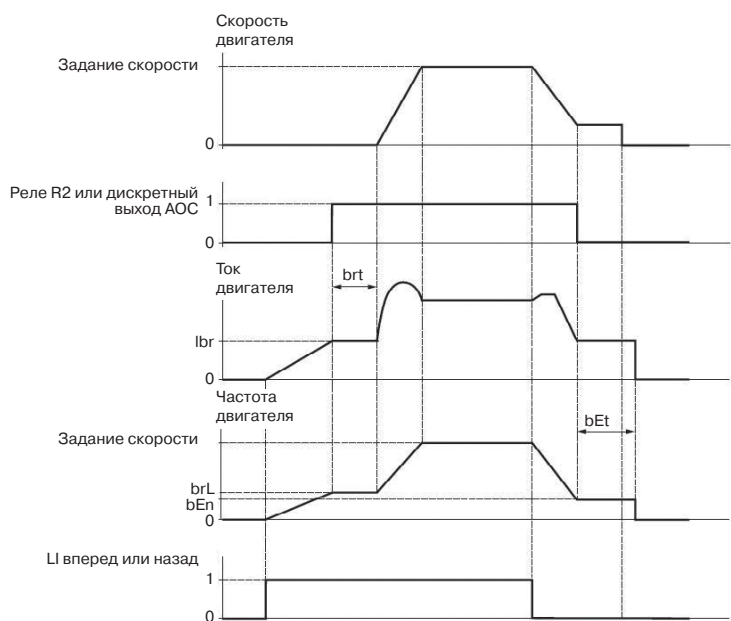 Скорость
двигателя
Задание скорости
0
Реле R2 или дискретный
выход AOC
1
0
Ток
двигателя
brt
Ibr
0
Частота
двигателя
bEt
Задание скорости
brL
bEn
0
LI вперед или назад
1
0